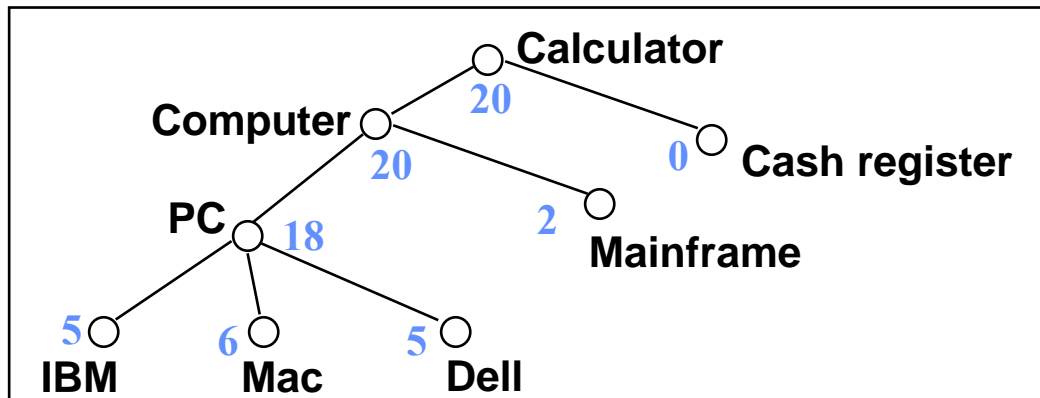 Calculator
20
Computer
20
0
Cash register
PC
18
2
Mainframe
5
6
5
IBM
Mac
Dell